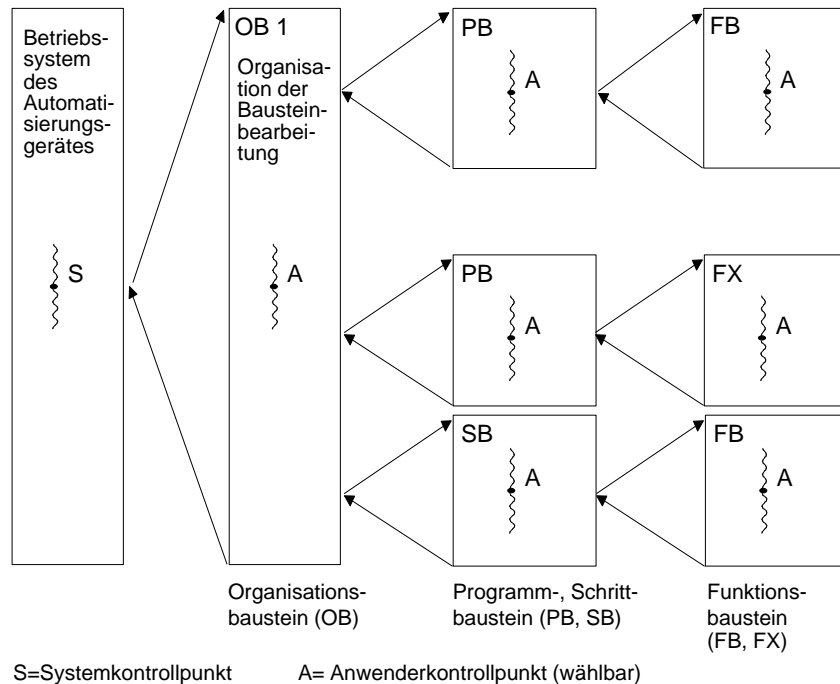 Betriebs-
system
des
Automati-
sierungs-
gerätes
S
OB 1
Organisa-
tion der
Baustein-
bearbei-
tung
A
PB
A
FB
A
PB
A
FX
A
SB
A
FB
A
Organisations-
baustein (OB)
Programm-, Schritt-
baustein (PB, SB)
Funktions-
baustein
(FB, FX)
S=Systemkontrollpunkt
A= Anwenderkontrollpunkt (wählbar)